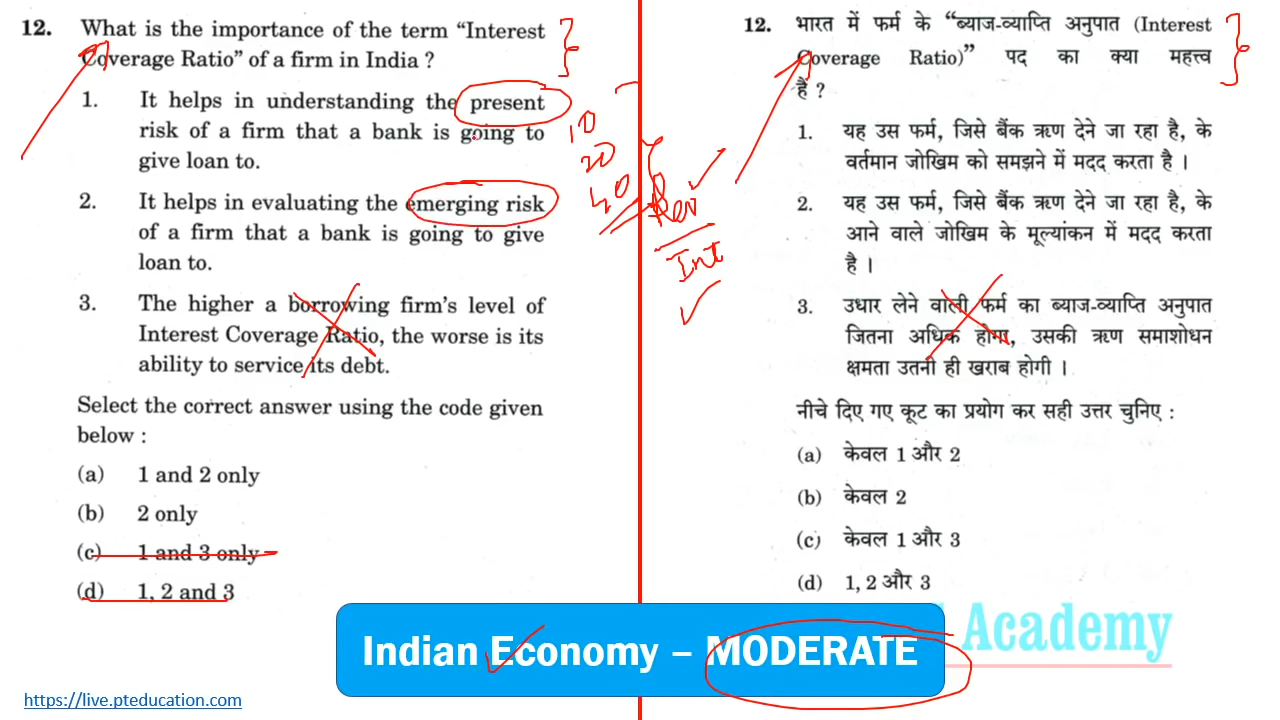 12. What is the importance of the term “Interest
Coverage Ratio” of a firm in India ?
1. It helps in understanding the present
risk of a firm that a bank is going to
give loan to.
2. It helps in evaluating the emerging risk
of a firm that a bank is going to give
loan to.
3. The higher a borrowing firm’s level of
Interest Coverage Ratio, the worse is its
ability to service its debt.
Select the correct answer using the code given
below :
(a) 1 and 2 only
(b) 2 only
(c) 1 and 3 only
(d) 1, 2 and 3
10
20
40
Rev
Int
12. भारत में फर्म के “ब्याज-व्याप्ति अनुपात (Interest
Coverage Ratio)” पद का क्या महत्त्व
है ?
1. यह उस फर्म, जिसे बैंक ऋण देने जा रहा है, के
वर्तमान जोखिम को समझने में मदद करता है ।
2. यह उस फर्म, जिसे बैंक ऋण देने जा रहा है, के
आने वाले जोखिम के मूल्यांकन में मदद करता
है ।
3. उधार लेने वाली फर्म का ब्याज-व्याप्ति अनुपात
जितना अधिक होगा, उसकी ऋण समाशोधन
क्षमता उतनी ही खराब होगी ।
नीचे दिए गए कूट का प्रयोग कर सही उत्तर चुनिए :
(a) केवल 1 और 2
(b) केवल 2
(c) केवल 1 और 3
(d) 1, 2 और 3
Academy
Indian Economy – MODERATE
https://live.pteducation.com